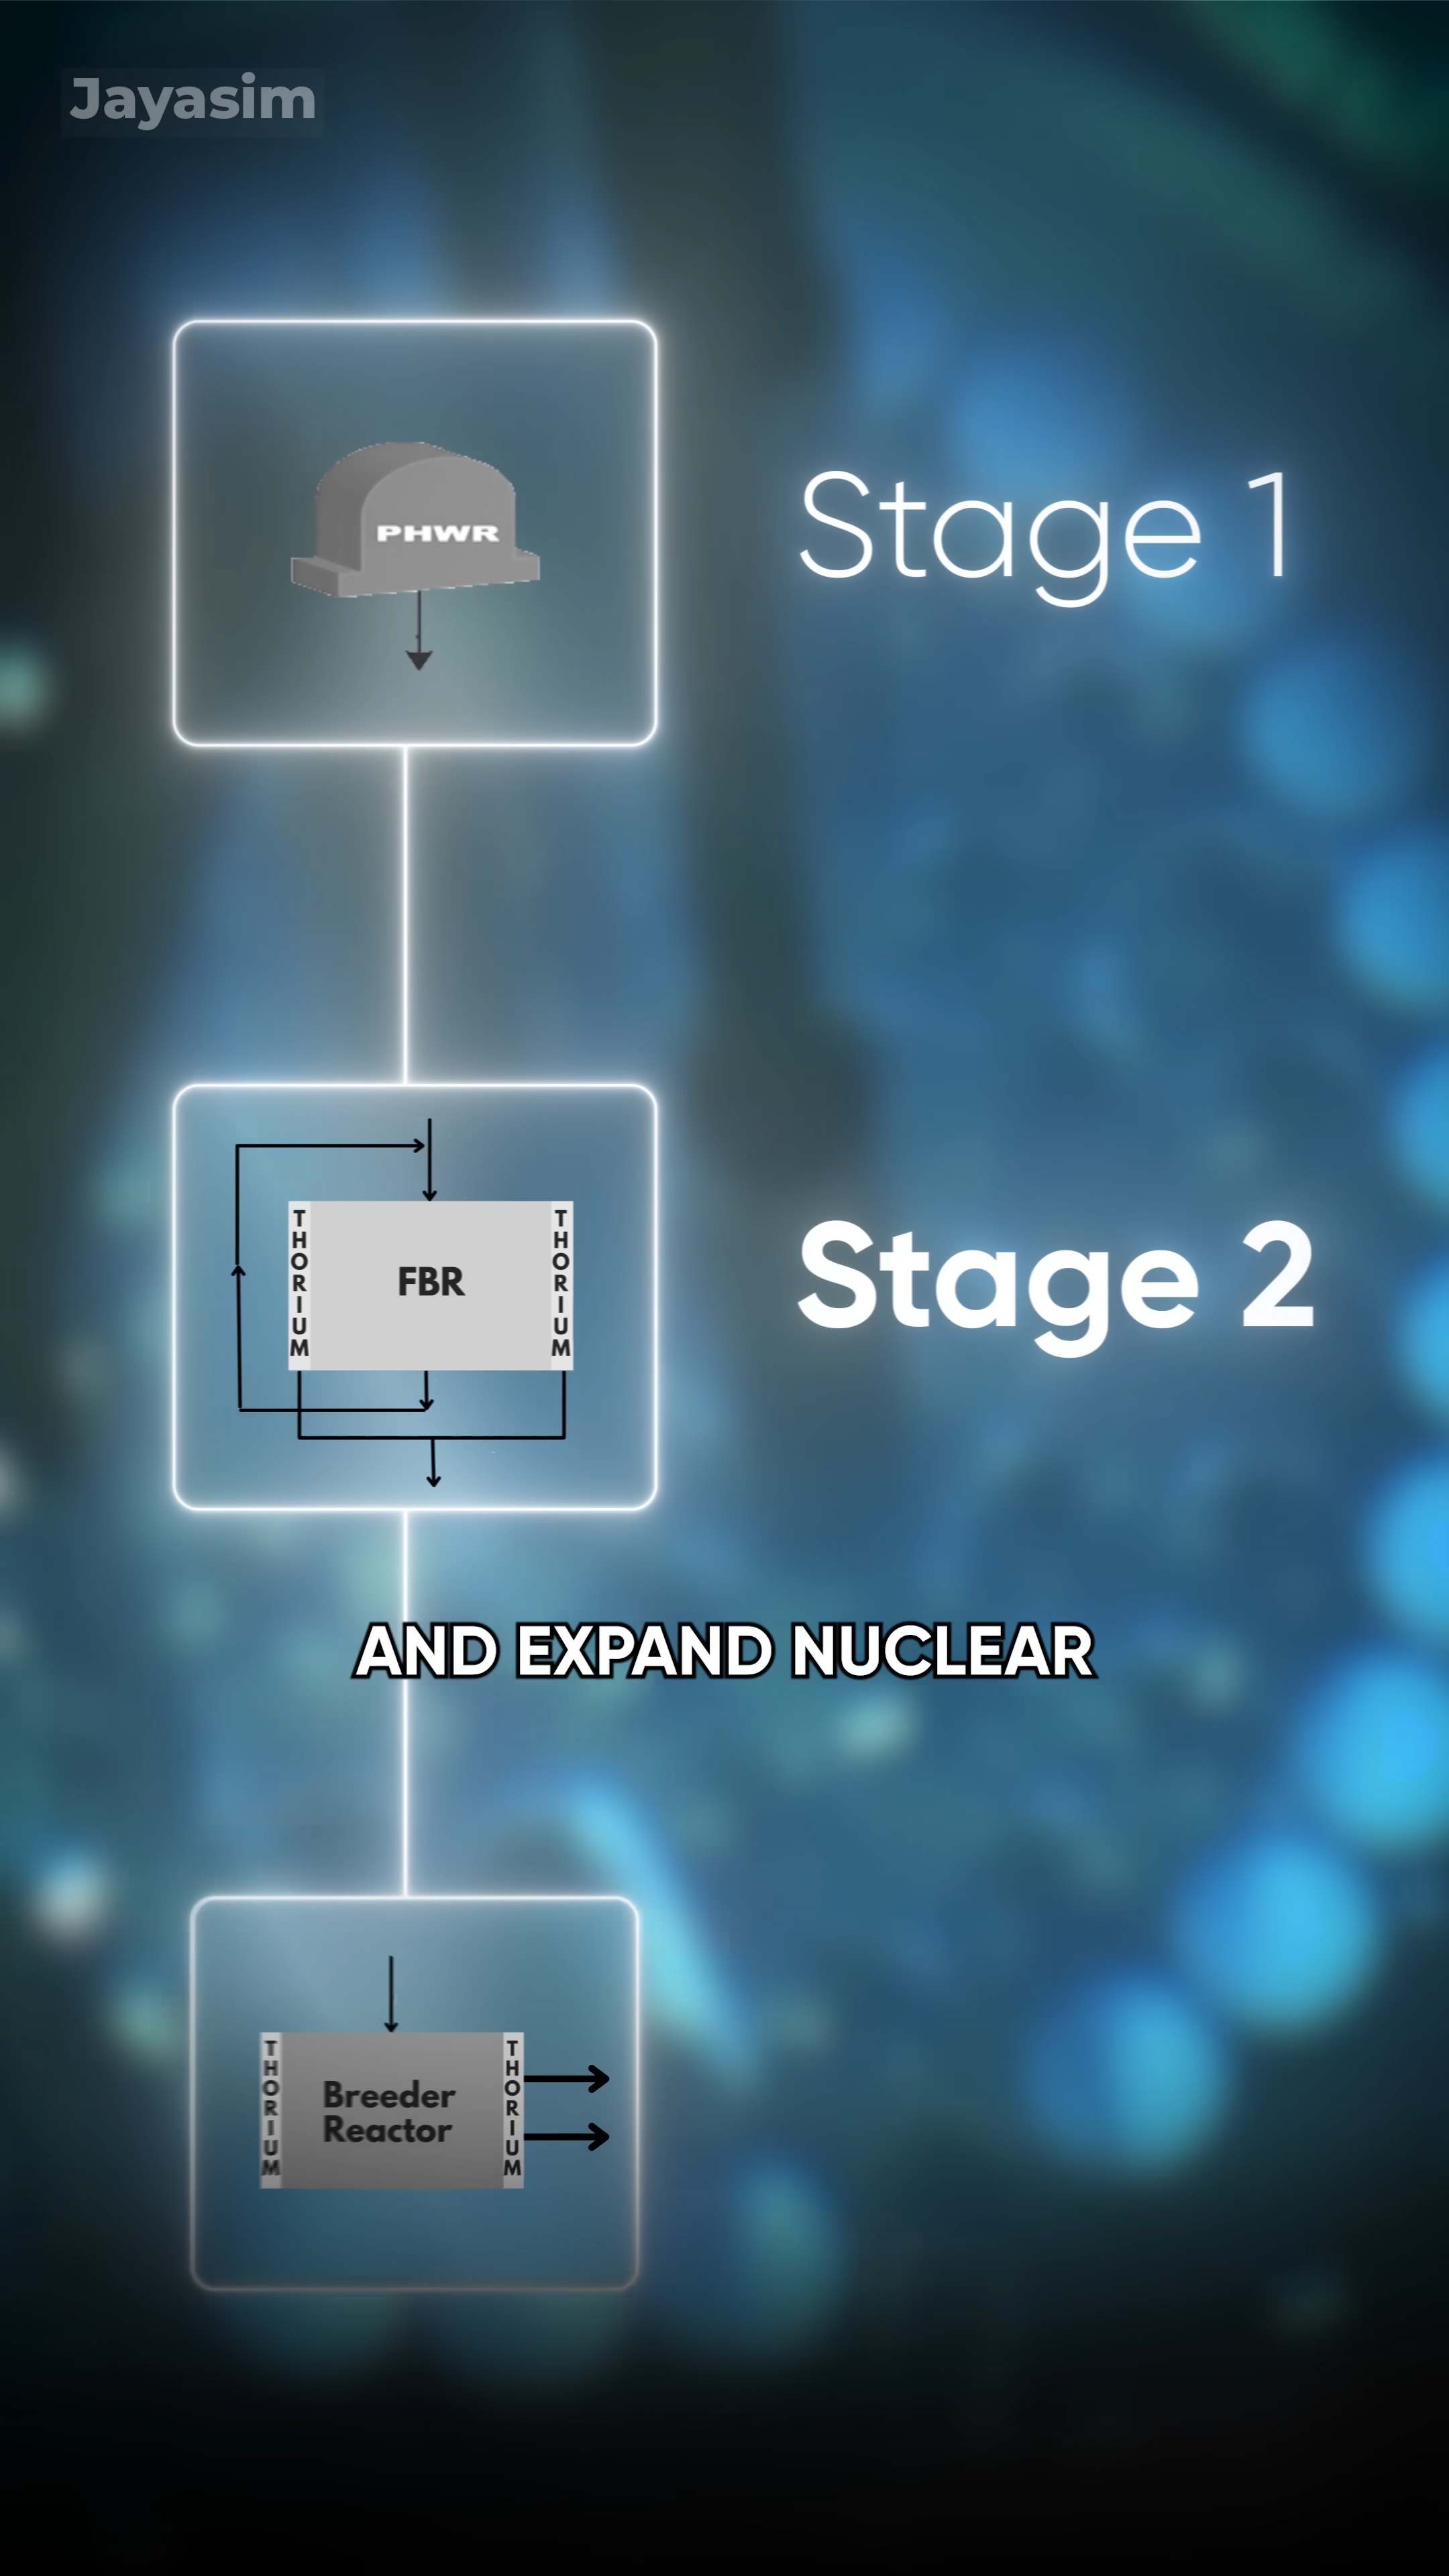 Jayasim
PHWR
Stage 1
THORIUM
FBR
THORIUM
Stage 2
AND EXPAND NUCLEAR
THORIUM
Breeder
Reactor
THORIUM